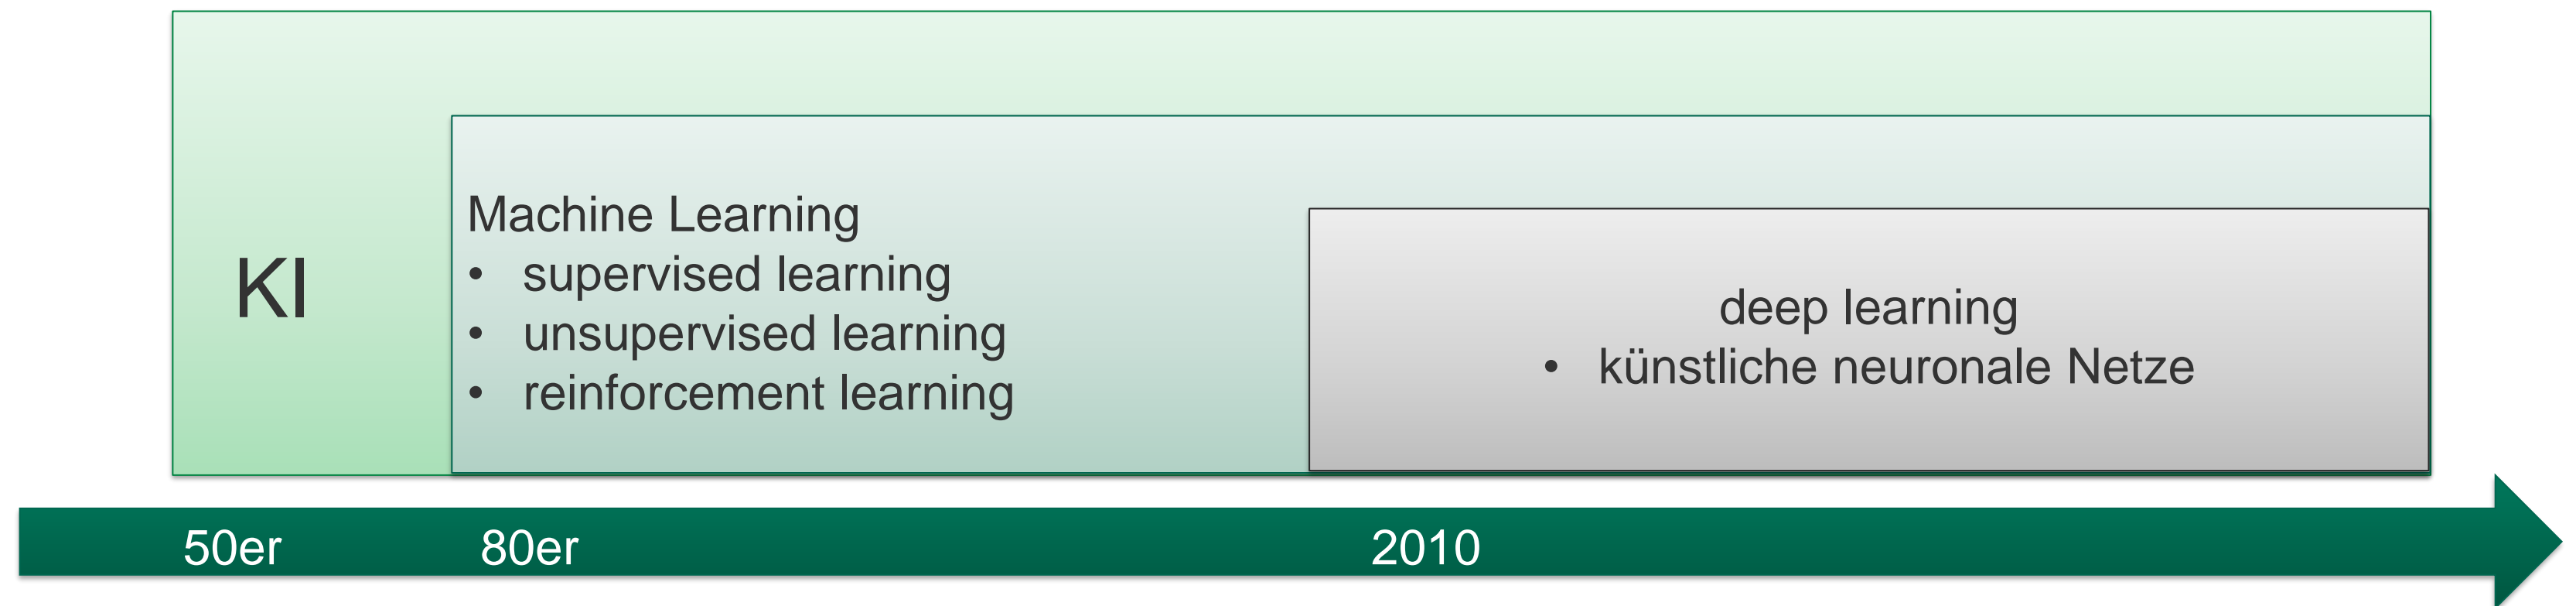 KI
Machine Learning
• supervised learning
• unsupervised learning
• reinforcement learning
deep learning
• künstliche neuronale Netze
50er
80er
2010